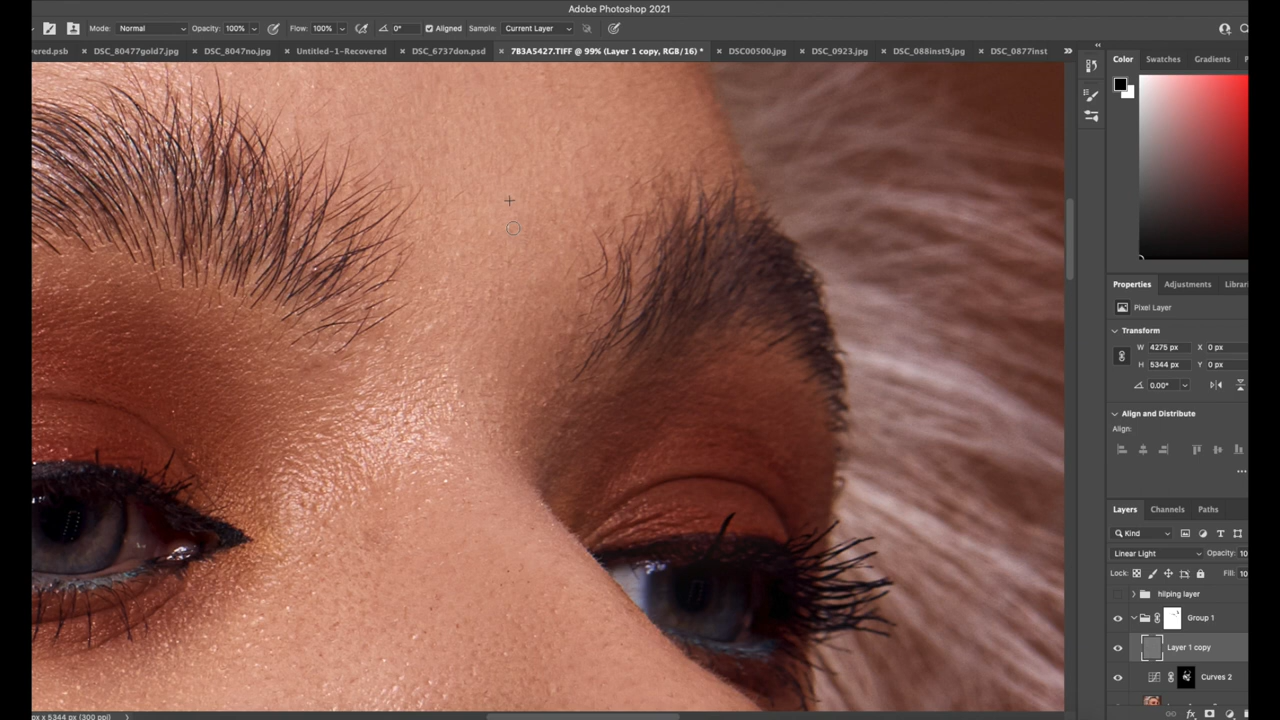 Adobe Photoshop 2021
Mode: Normal Opacity: 100% Flow: 100% 0° Aligned Sample: Current Layer
vered.psb DSC_80477gold7.jpg DSC_8047no.jpg Untitled-1-Recovered DSC_6737don.psd 7B3A5427.TIFF @ 99% (Layer 1 copy, RGB/16) * DSC00500.jpg DSC_0923.jpg DSC_088inst9.jpg DSC_0877inst
Color Swatches Gradients P
Properties Adjustments Librar
Pixel Layer
Transform
W 4275 px X 0 px
H 5344 px Y 0 px
0.00°
Align and Distribute
Align:
Layers Channels Paths
Kind
Linear Light Opacity: 10
Lock: Fill: 10
hliping layer
Group 1
Layer 1 copy
Curves 2
px x 5344 px (300 ppi)